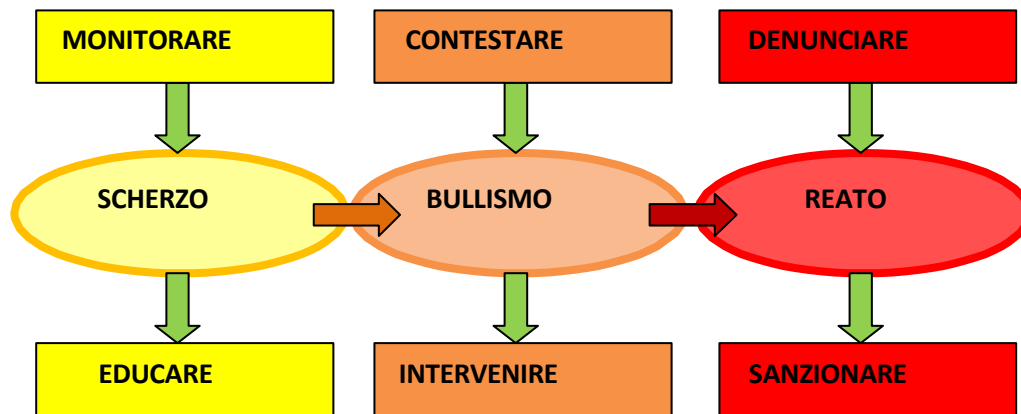 MONITORARE
CONTESTARE
DENUNCIARE
SCHERZO
BULLISMO
REATO
EDUCARE
INTERVENIRE
SANZIONARE